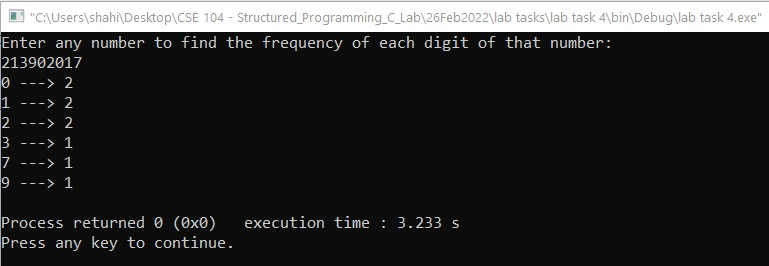 "C:\Users\shahi\Desktop\CSE 104 - Structured_Programming_C_Lab\26Feb2022\lab tasks\lab task 4\bin\Debug\lab task 4.exe"
Enter any number to find the frequency of each digit of that number:
213902017
0 ---> 2
1 ---> 2
2 ---> 2
3 ---> 1
7 ---> 1
9 ---> 1
Process returned 0 (0x0)   execution time : 3.233 s
Press any key to continue.